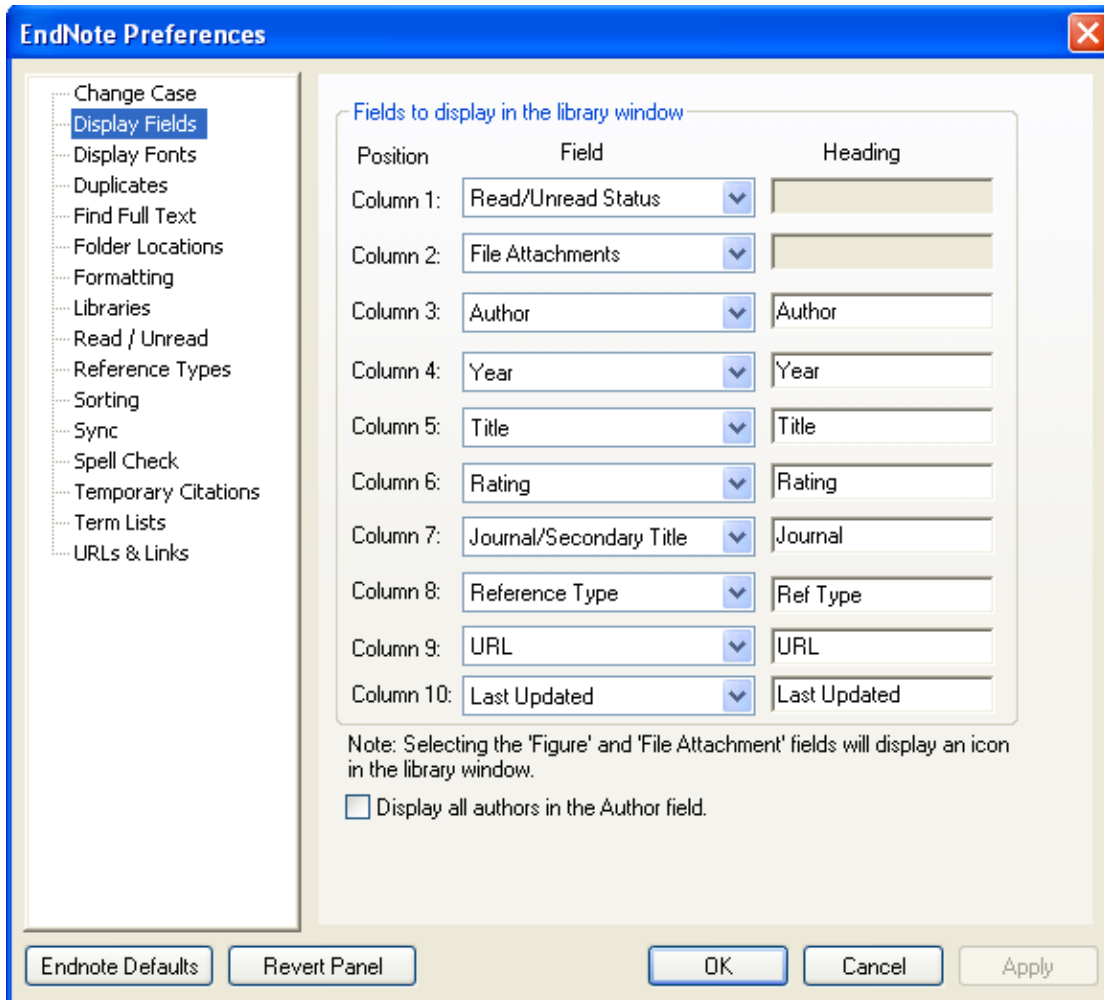 EndNote Preferences
Change Case
Display Fields
Display Fonts
Duplicates
Find Full Text
Folder Locations
Formatting
Libraries
Read / Unread
Reference Types
Sorting
Sync
Spell Check
Temporary Citations
Term Lists
URLs & Links
Fields to display in the library window
Position Field Heading
Column 1: Read/Unread Status
Column 2: File Attachments
Column 3: Author Author
Column 4: Year Year
Column 5: Title Title
Column 6: Rating Rating
Column 7: Journal/Secondary Title Journal
Column 8: Reference Type Ref Type
Column 9: URL URL
Column 10: Last Updated Last Updated
Note: Selecting the 'Figure' and 'File Attachment' fields will display an icon
in the library window.
Display all authors in the Author field.
Endnote Defaults Revert Panel OK Cancel Apply